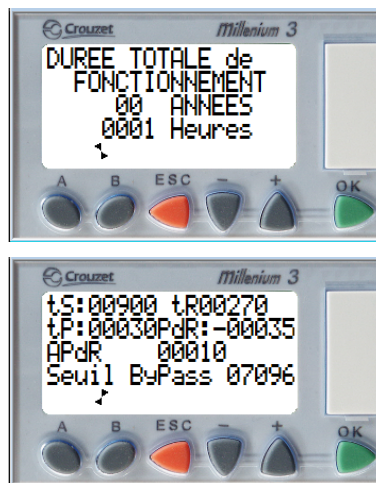 Crouzet Millenium 3
DUREE TOTALE de
FONCTIONNEMENT
00 ANNEES
0001 Heures
A B ESC - + OK
Crouzet Millenium 3
tS:00900 tR00270
tP:00030PdR:-00035
APdR 00010
Seuil ByPass 07096
A B ESC - + OK